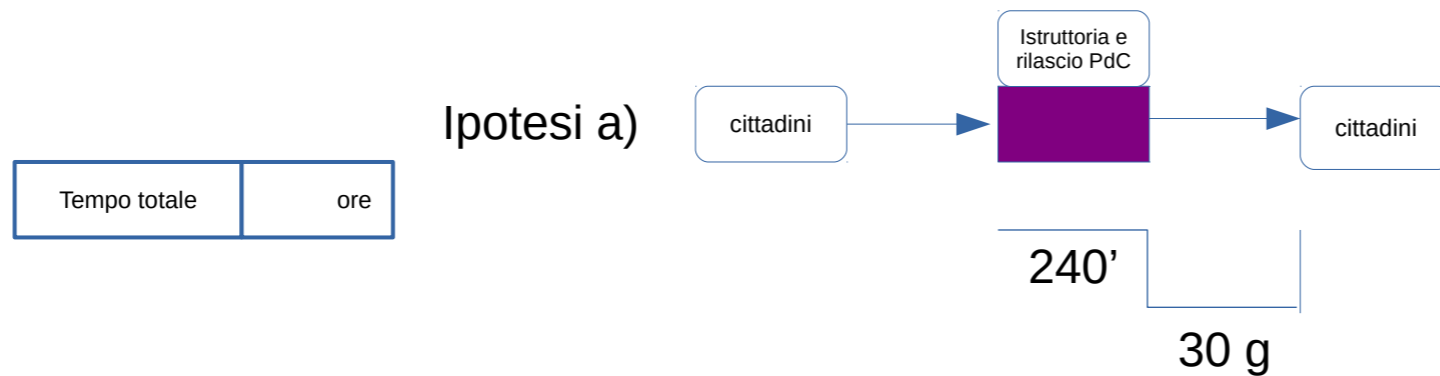 Istruttoria e
rilascio PdC
Ipotesi a)
cittadini
cittadini
Tempo totale
ore
240’
30 g